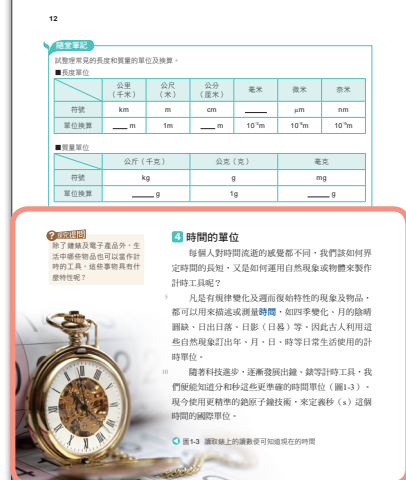 12
隨堂筆記
試整理常見的長度和質量的單位及換算。
■長度單位
公里（千米） 公尺（米） 公分（厘米） 毫米 微米 奈米
符號 km m cm ____ μm nm
單位換算 ____ m 1m ____ m 10⁻³m 10⁻⁶m 10⁻⁹m
■質量單位
公斤（千克） 公克（克） 毫克
符號 kg g mg
單位換算 ____ g 1g ____ g
? 探究提問
除了鐘錶及電子產品外，生
活中哪些物品也可以當作計
時的工具，這些事物具有什
麼特性呢？
4 時間的單位
每個人對時間流逝的感覺都不同，我們該如何界
定時間的長短，又是如何運用自然現象或物體來製作
計時工具呢？
5 凡是有規律變化及週而復始特性的現象及物品，
都可以用來描述或測量時間，如四季變化、月的陰晴
圓缺、日出日落、日影（日晷）等。因此古人利用這
些自然現象訂出年、月、日、時等日常生活使用的計
時單位。
10 隨著科技進步，逐漸發展出鐘、錶等計時工具，我
們便能知道分和秒這些更準確的時間單位（圖1-3）。
現今使用更精準的銫原子鐘技術，來定義秒（s）這個
時間的國際單位。
圖1-3 讀取錶上的讀數便可知道現在的時間